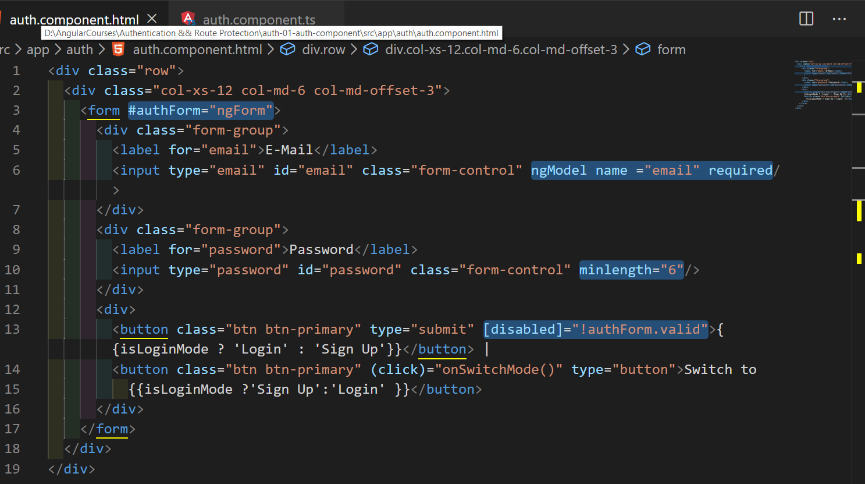 auth.component.html
auth.component.ts
D:\AngularCourses\Authentication && Route Protection\auth-01-auth-component\src\app\auth\auth.component.html
rc > app > auth > auth.component.html > div.row > div.col-xs-12.col-md-6.col-md-offset-3 > form
1 <div class="row">
2 <div class="col-xs-12 col-md-6 col-md-offset-3">
3 <form #authForm="ngForm">
4 <div class="form-group">
5 <label for="email">E-Mail</label>
6 <input type="email" id="email" class="form-control" ngModel name ="email" required/
>
7 </div>
8 <div class="form-group">
9 <label for="password">Password</label>
10 <input type="password" id="password" class="form-control" minlength="6"/>
11 </div>
12 <div>
13 <button class="btn btn-primary" type="submit" [disabled]="!authForm.valid">{
{isLoginMode ? 'Login' : 'Sign Up'}}</button>
14 <button class="btn btn-primary" (click)="onSwitchMode()" type="button">Switch to
15 {{isLoginMode ?'Sign Up':'Login' }}</button>
16 </div>
17 </form>
18 </div>
19 </div>